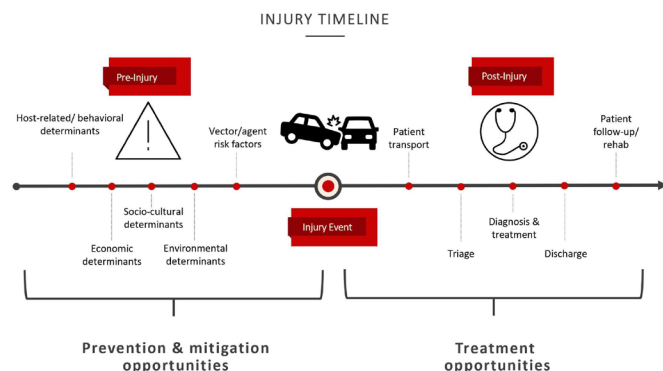 INJURY TIMELINE
Pre-Injury
Post-Injury
Host-related/ behavioral
determinants
Vector/agent
risk factors
Patient
transport
Patient
follow-up/
rehab
Socio-cultural
determinants
Economic
determinants
Environmental
determinants
Injury Event
Diagnosis &
treatment
Triage
Discharge
Prevention & mitigation
opportunities
Treatment
opportunities